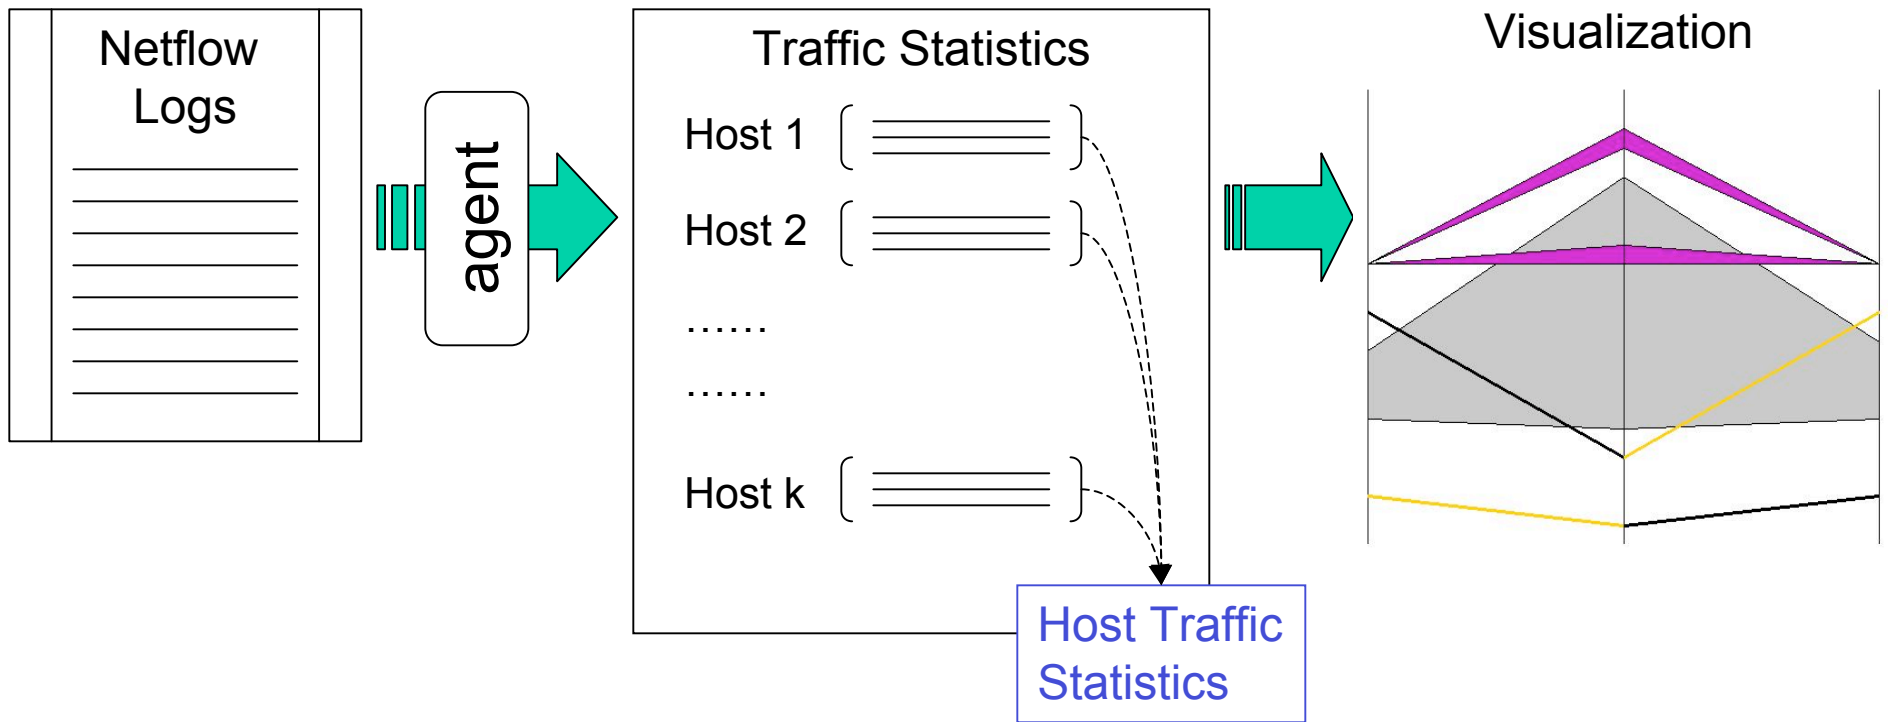 Netflow
Logs
agent
Traffic Statistics
Host 1
Host 2
......
......
Host k
Host Traffic
Statistics
Visualization